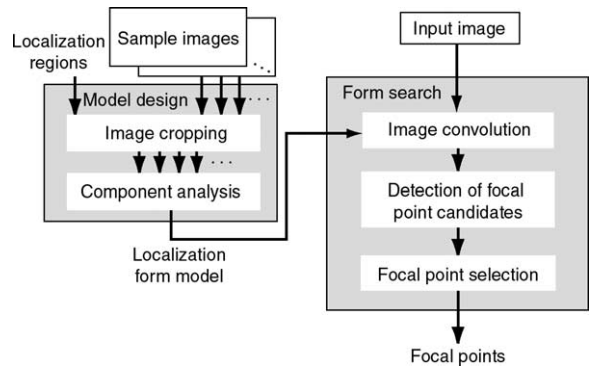 Localization
regions
Sample images
Model design
Image cropping
Component analysis
Localization
form model
Input image
Form search
Image convolution
Detection of focal
point candidates
Focal point selection
Focal points